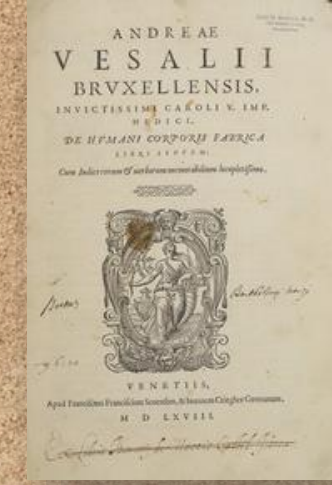 ANDREAE
VESALII
BRVXELLENSIS,
INVICTISSIMI CAROLI V. IMP.
MEDICI,
DE HVMANI CORPORIS FABRICA
LIBRI SEPTEM;
Cum Indice rerum & verborum memorabilium locupletissimo.
VENETIIS,
Apud Franciscum Franciscium Senensem, & Ioannem Criegher Germanum.
M D LXVIII.